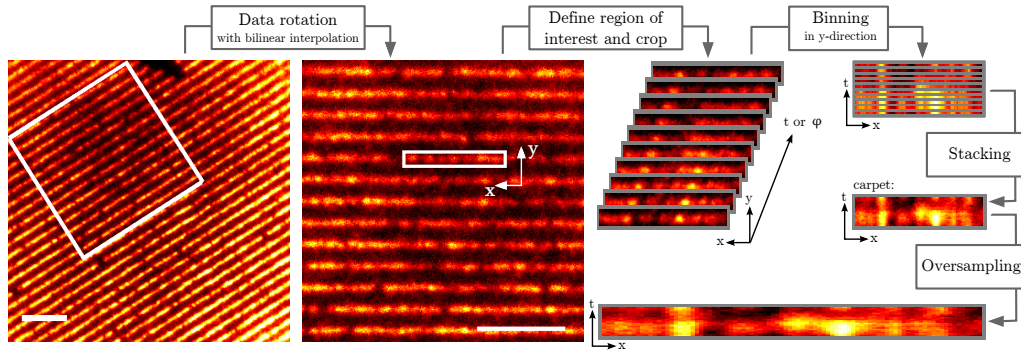 Data rotation
with bilinear interpolation
Define region of
interest and crop
Binning
in y-direction
y
x
t or φ
y
x
t
x
Stacking
carpet:
t
x
Oversampling
t
x